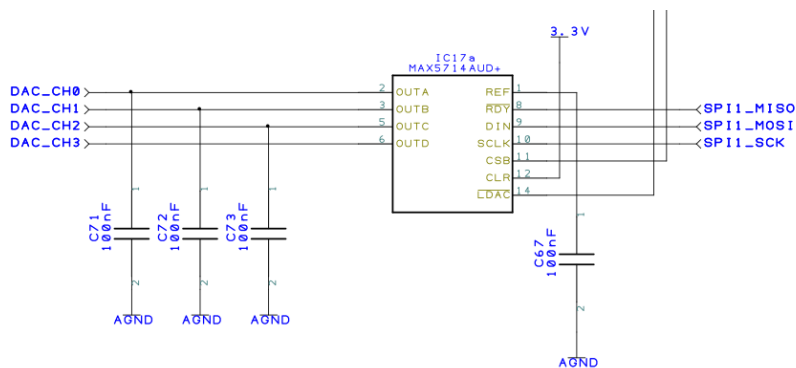 3.3V
IC17a
MAX5714AUD+
DAC_CH0 2 OUTA REF 1
DAC_CH1 3 OUTB RDY 8 SPI1_MISO
DAC_CH2 5 OUTC DIN 9 SPI1_MOSI
DAC_CH3 6 OUTD SCLK 10 SPI1_SCK
CSB 11
CLR 12
LDAC 14
1 1 1
C71 100nF
C72 100nF
C73 100nF
2 2 2
AGND AGND AGND
1
C67 100nF
2
AGND